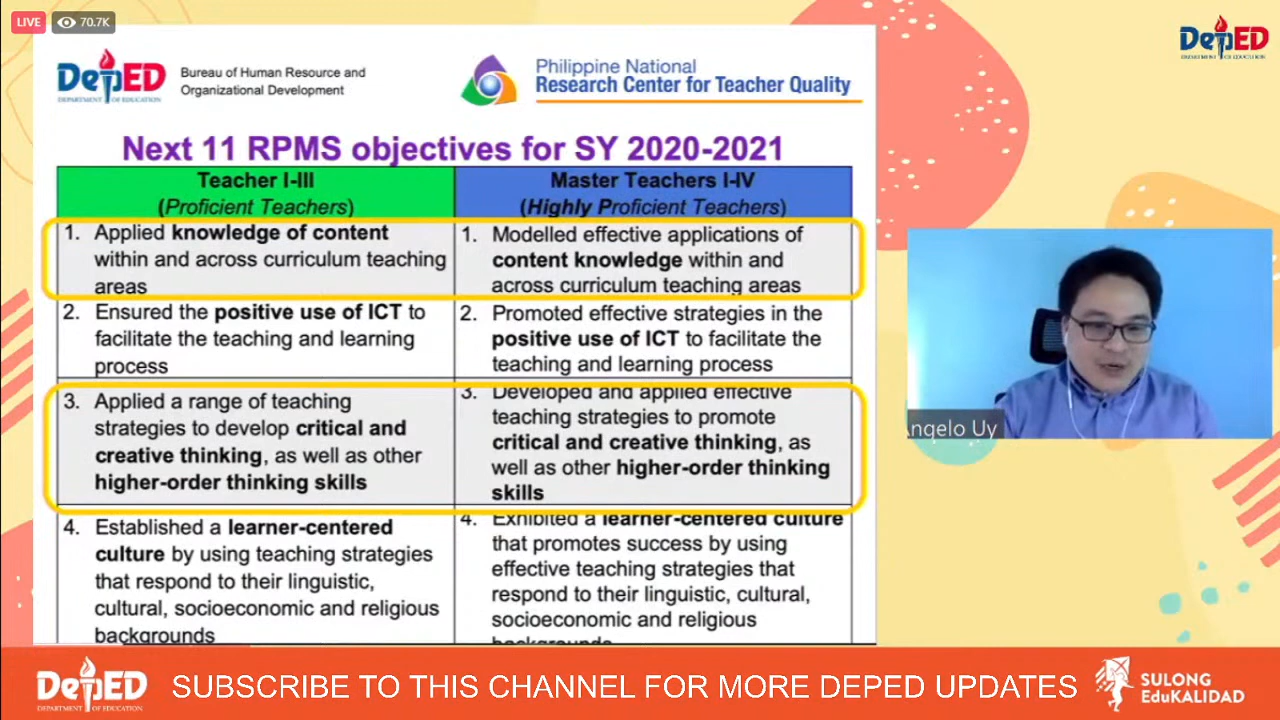 LIVE
70.7K
DepED
DEPARTMENT OF EDUCATION
Bureau of Human Resource and
Organizational Development
Philippine National
Research Center for Teacher Quality
DepED
DEPARTMENT OF EDUCATION
Next 11 RPMS objectives for SY 2020-2021
Teacher I-III
(Proficient Teachers)
1. Applied knowledge of content
within and across curriculum teaching
areas
2. Ensured the positive use of ICT to
facilitate the teaching and learning
process
3. Applied a range of teaching
strategies to develop critical and
creative thinking, as well as other
higher-order thinking skills
4. Established a learner-centered
culture by using teaching strategies
that respond to their linguistic,
cultural, socioeconomic and religious
backgrounds
Master Teachers I-IV
(Highly Proficient Teachers)
1. Modelled effective applications of
content knowledge within and
across curriculum teaching areas
2. Promoted effective strategies in the
positive use of ICT to facilitate the
teaching and learning process
3. Developed and applied effective
teaching strategies to promote
critical and creative thinking, as
well as other higher-order thinking
skills
4. Exhibited a learner-centered culture
that promotes success by using
effective teaching strategies that
respond to their linguistic, cultural,
socioeconomic and religious
backgrounds
ngelo Uy
DepED
DEPARTMENT OF EDUCATION
SUBSCRIBE TO THIS CHANNEL FOR MORE DEPED UPDATES
SULONG
EduKALIDAD